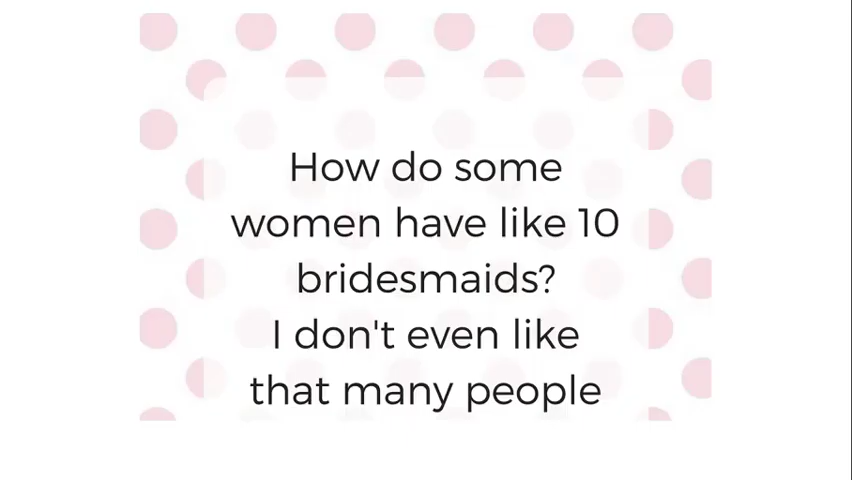 How do some
women have like 10
bridesmaids?
I don't even like
that many people